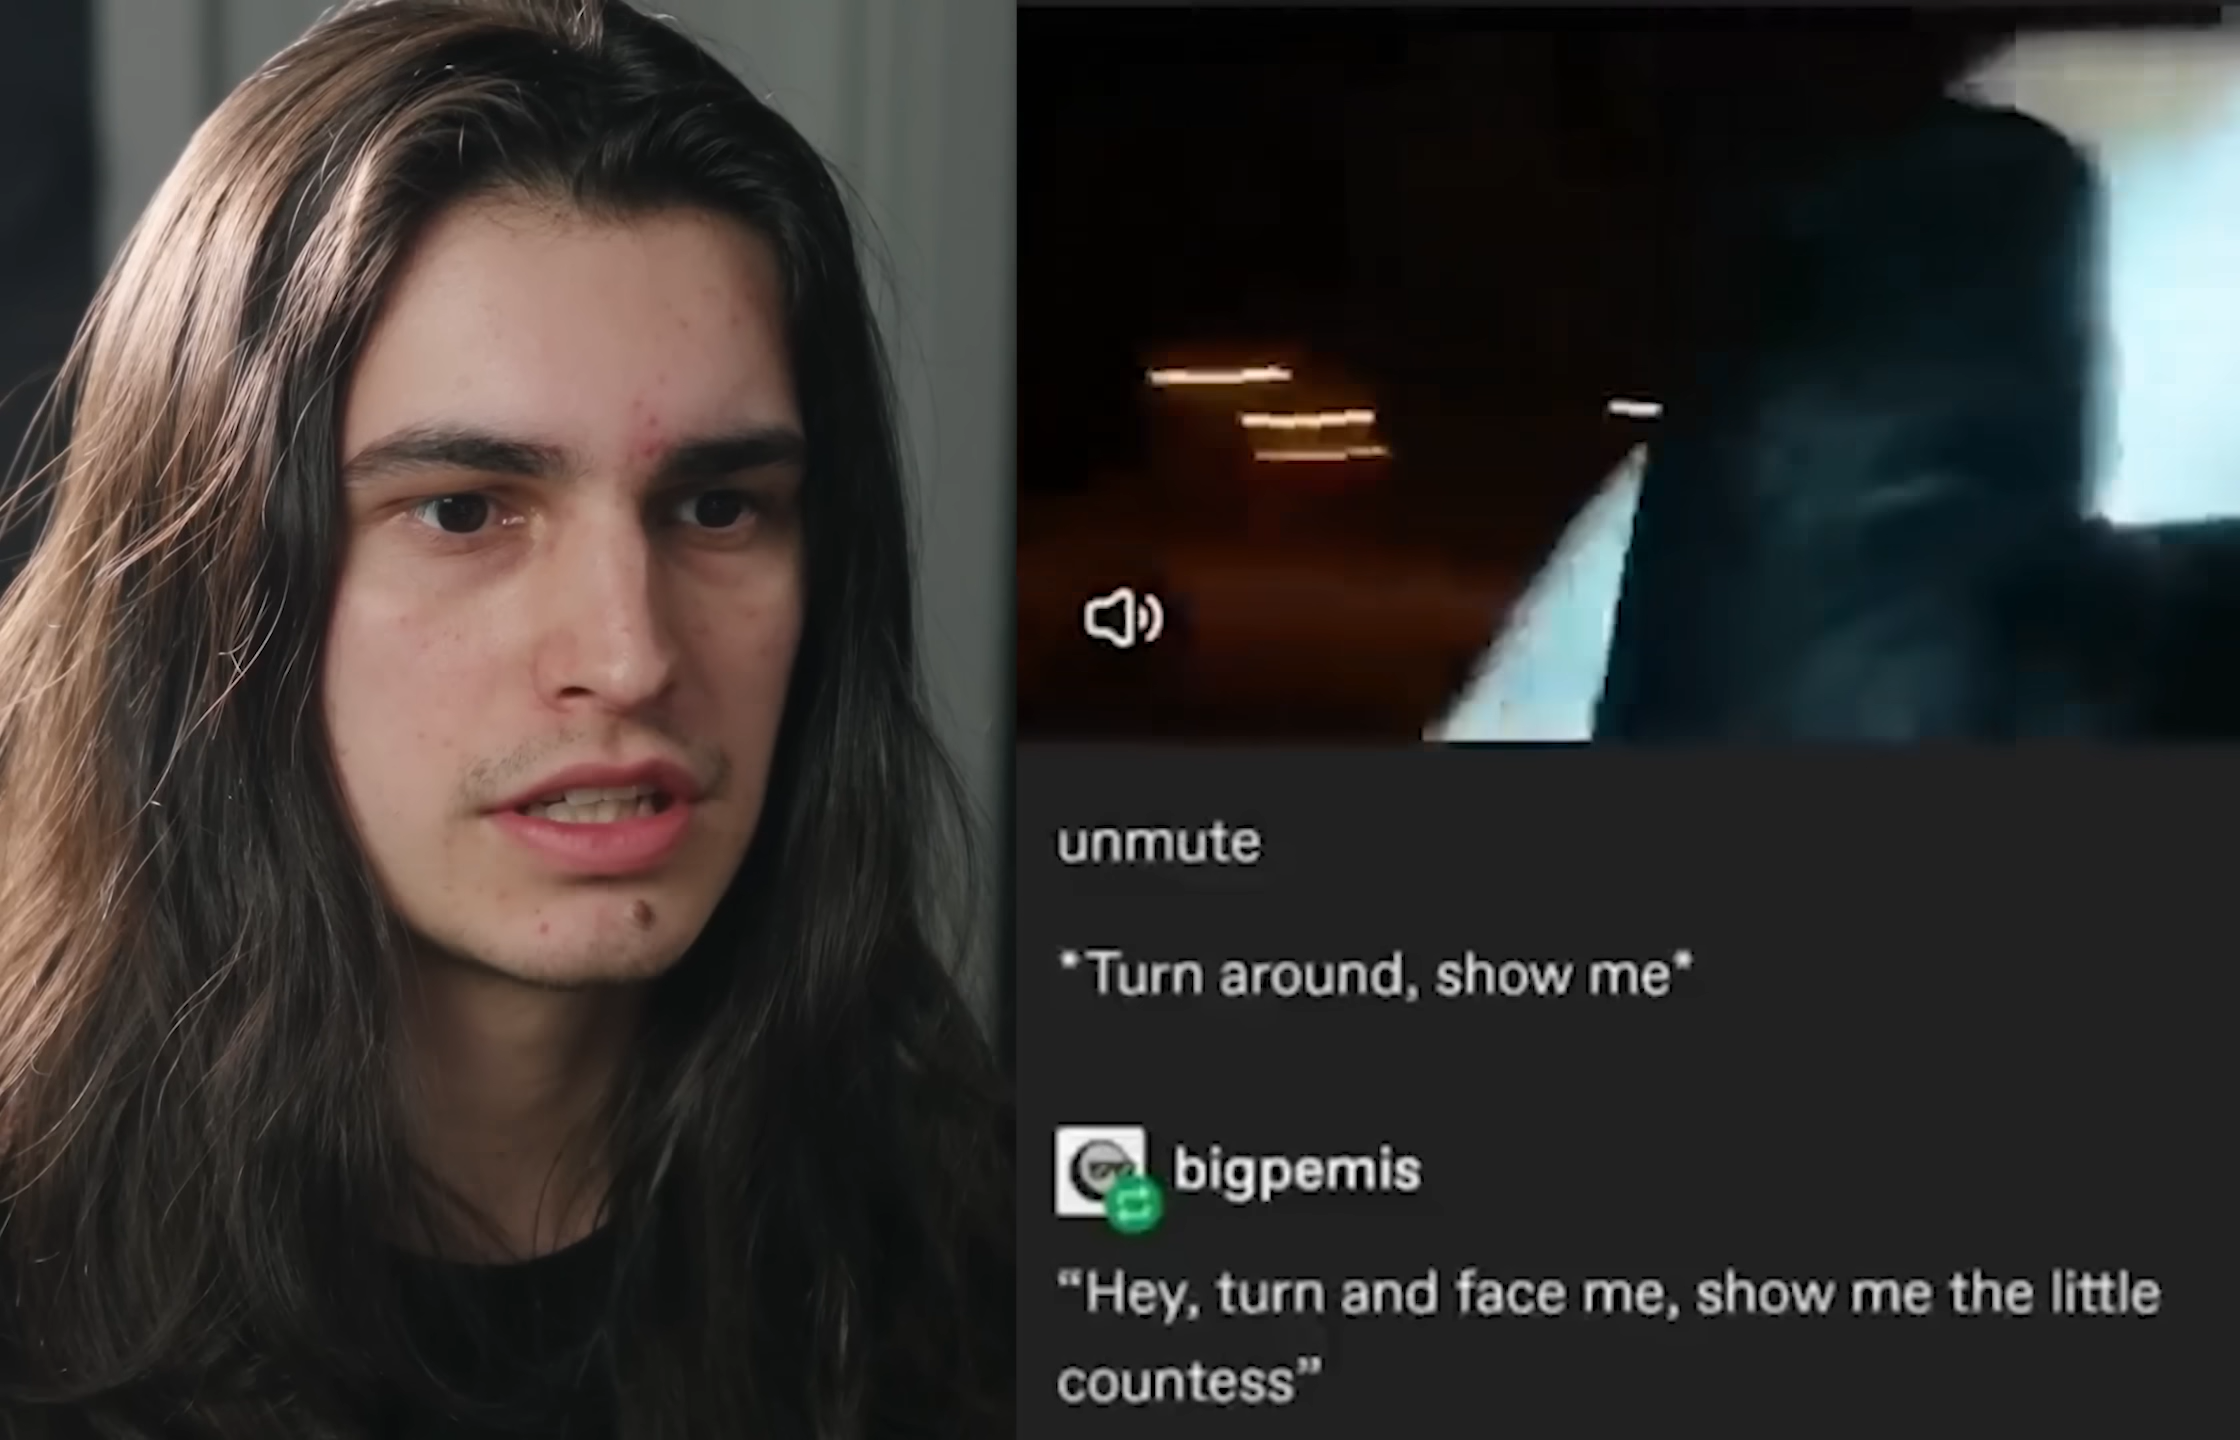 unmute
*Turn around, show me*
bigpemis
“Hey, turn and face me, show me the little
countess”